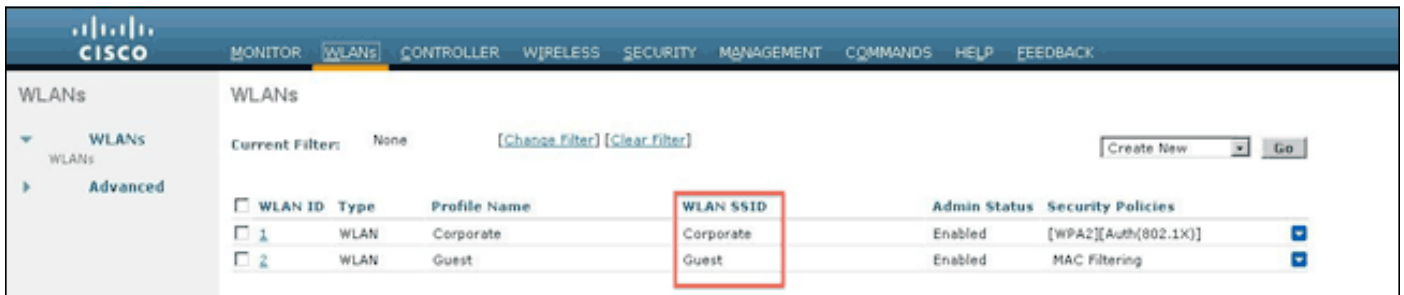 CISCO
MONITOR WLANs CONTROLLER WIRELESS SECURITY MANAGEMENT COMMANDS HELP FEEDBACK
WLANs
WLANs
WLANs
Advanced
WLANs
Current Filter: None [Change Filter] [Clear Filter]
Create New Go
WLAN ID Type Profile Name WLAN SSID Admin Status Security Policies
1 WLAN Corporate Corporate Enabled [WPA2][Auth(802.1X)]
2 WLAN Guest Guest Enabled MAC Filtering